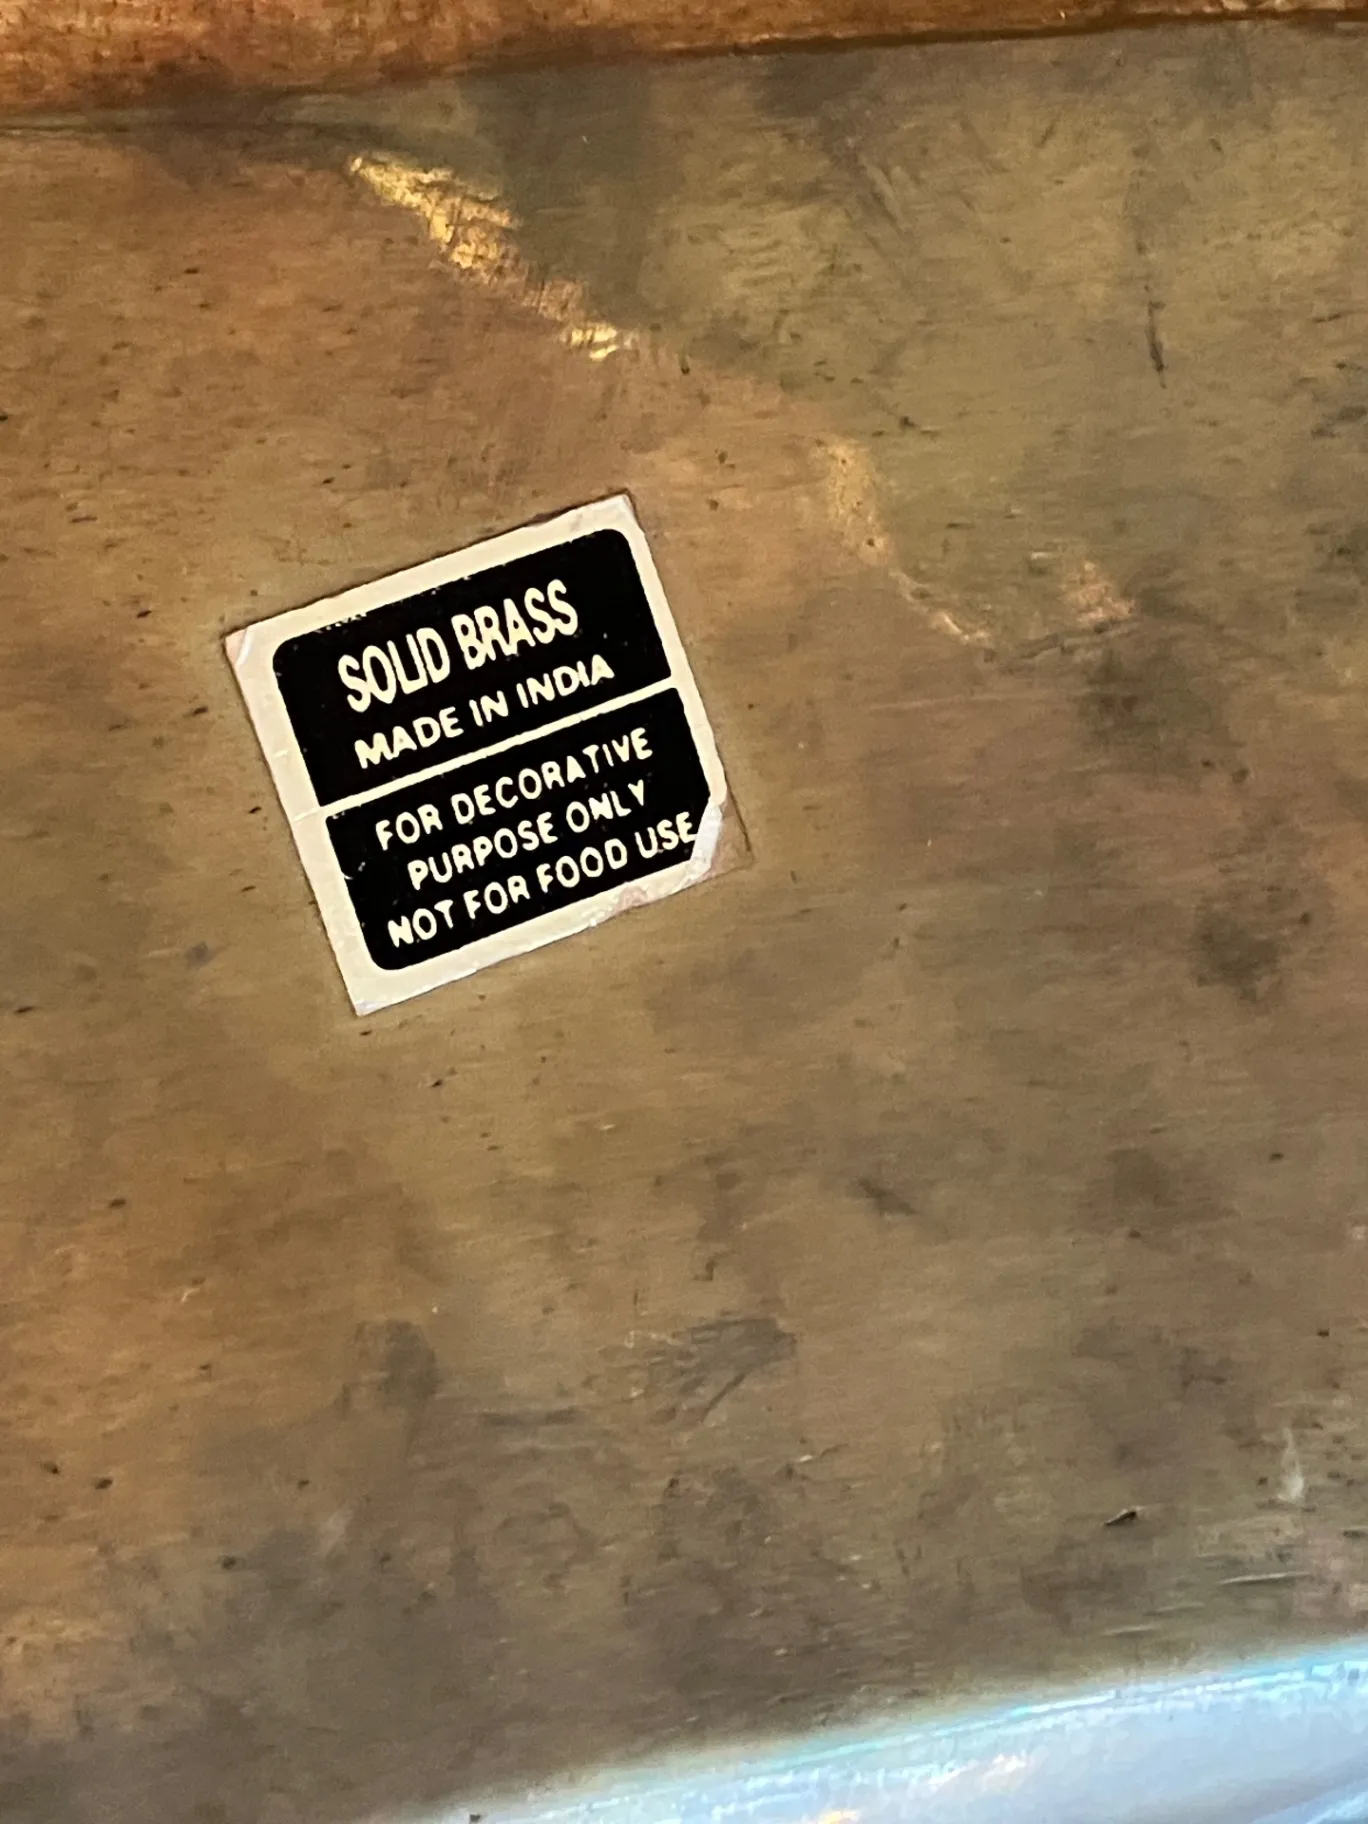 SOLID BRASS
MADE IN INDIA
FOR DECORATIVE
PURPOSE ONLY
NOT FOR FOOD USE